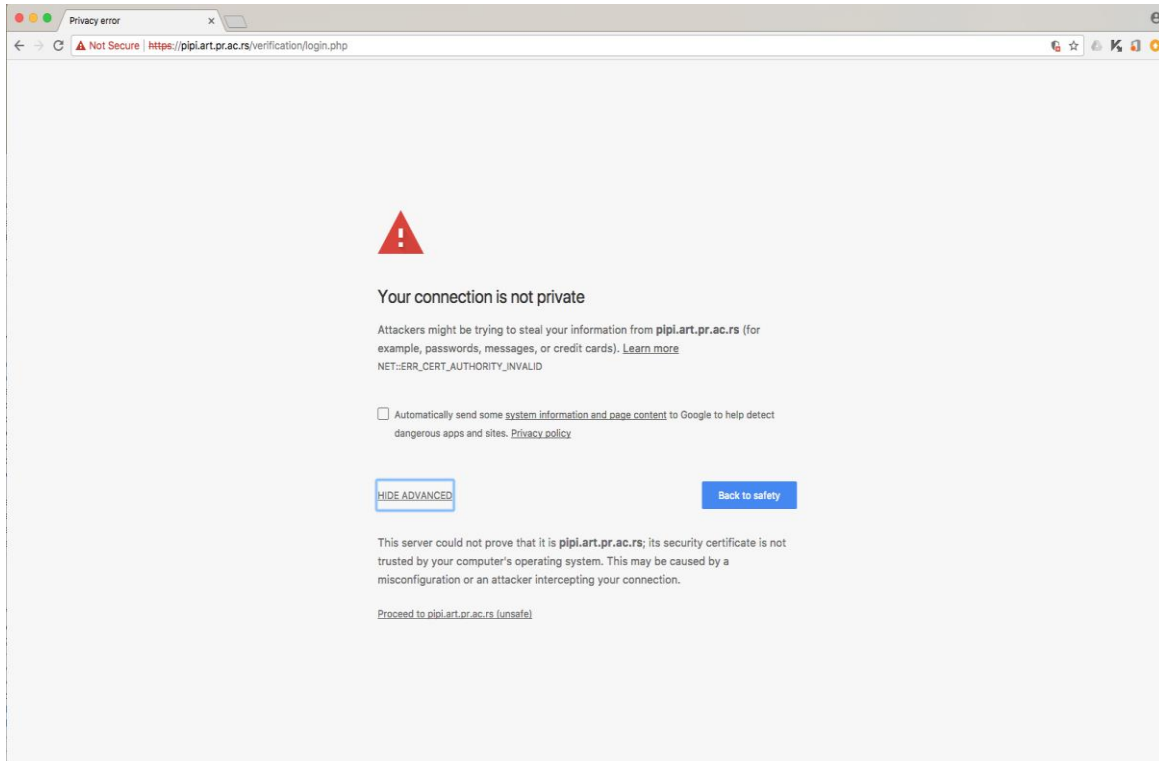 Privacy error
Not Secure | https://pipi.art.pr.ac.rs/verification/login.php
Your connection is not private
Attackers might be trying to steal your information from pipi.art.pr.ac.rs (for
example, passwords, messages, or credit cards). Learn more
NET::ERR_CERT_AUTHORITY_INVALID
Automatically send some system information and page content to Google to help detect
dangerous apps and sites. Privacy policy
HIDE ADVANCED
Back to safety
This server could not prove that it is pipi.art.pr.ac.rs; its security certificate is not
trusted by your computer's operating system. This may be caused by a
misconfiguration or an attacker intercepting your connection.
Proceed to pipi.art.pr.ac.rs (unsafe)